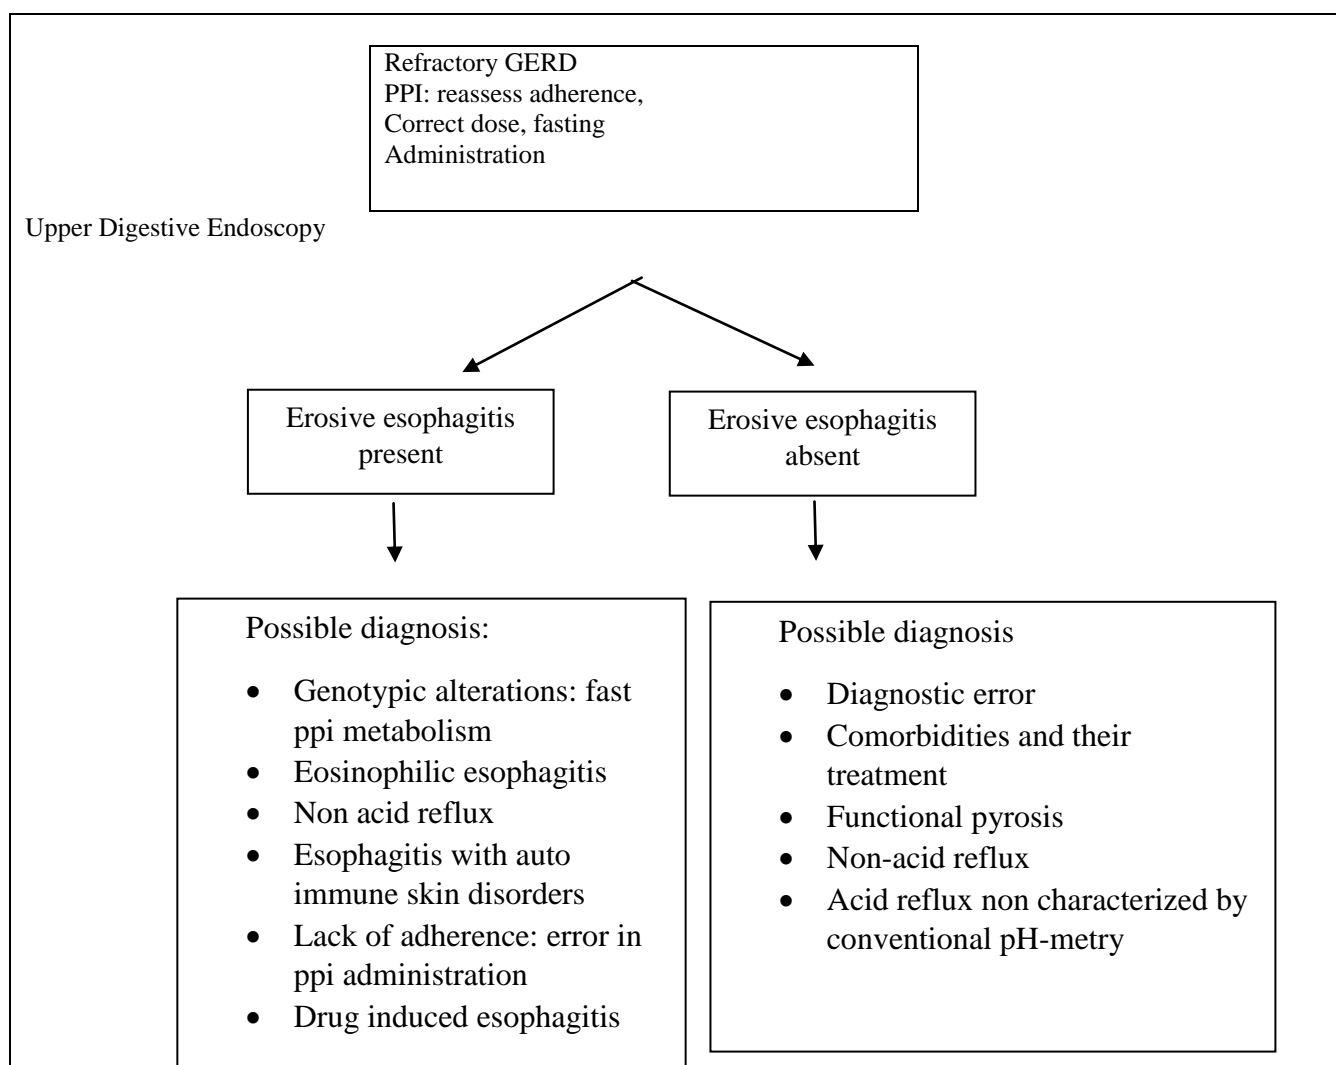 Refractory GERD
PPI: reassess adherence,
Correct dose, fasting
Administration
Upper Digestive Endoscopy
Erosive esophagitis
present
Erosive esophagitis
absent
Possible diagnosis:
• Genotypic alterations: fast
ppi metabolism
• Eosinophilic esophagitis
• Non acid reflux
• Esophagitis with auto
immune skin disorders
• Lack of adherence: error in
ppi administration
• Drug induced esophagitis
Possible diagnosis
• Diagnostic error
• Comorbidities and their
treatment
• Functional pyrosis
• Non-acid reflux
• Acid reflux non characterized by
conventional pH-metry